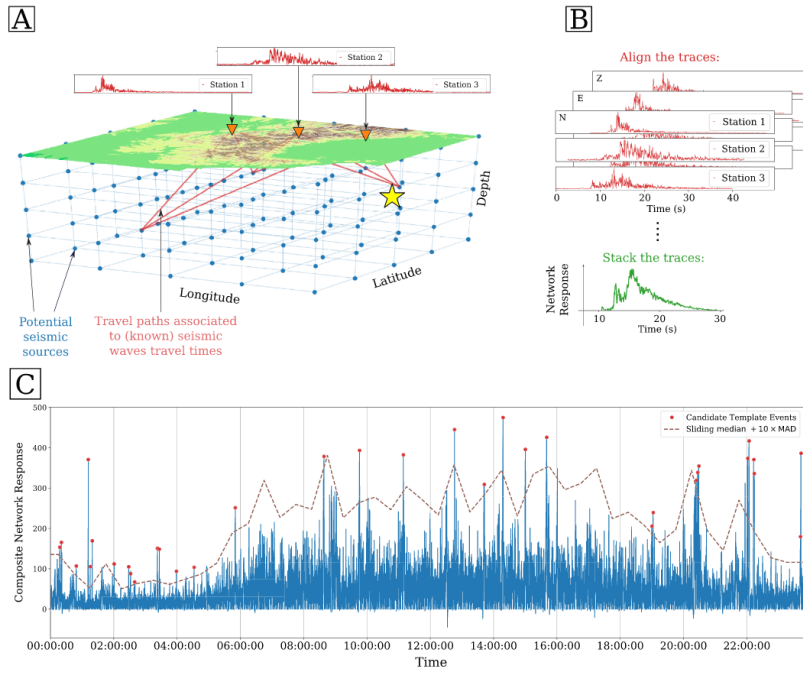 A
Station 2
Station 1
Station 3
Depth
Latitude
Longitude
Potential
seismic
sources
Travel paths associated
to (known) seismic
waves travel times
B
Align the traces:
Z
E
N
Station 1
Station 2
Station 3
0 10 20 30 40
Time (s)
Stack the traces:
Network
Response
10 20 30
Time (s)
C
500
400
300
200
100
0
Composite Network Response
Candidate Template Events
Sliding median + 10 × MAD
00:00:00 02:00:00 04:00:00 06:00:00 08:00:00 10:00:00 12:00:00 14:00:00 16:00:00 18:00:00 20:00:00 22:00:00
Time